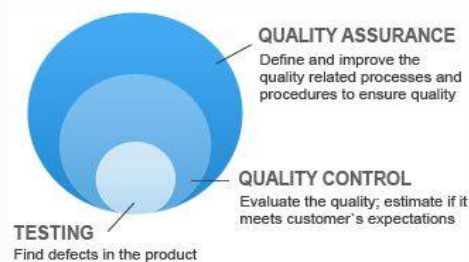 QUALITY ASSURANCE
Define and improve the
quality related processes and
procedures to ensure quality
QUALITY CONTROL
Evaluate the quality; estimate if it
meets customer`s expectations
TESTING
Find defects in the product